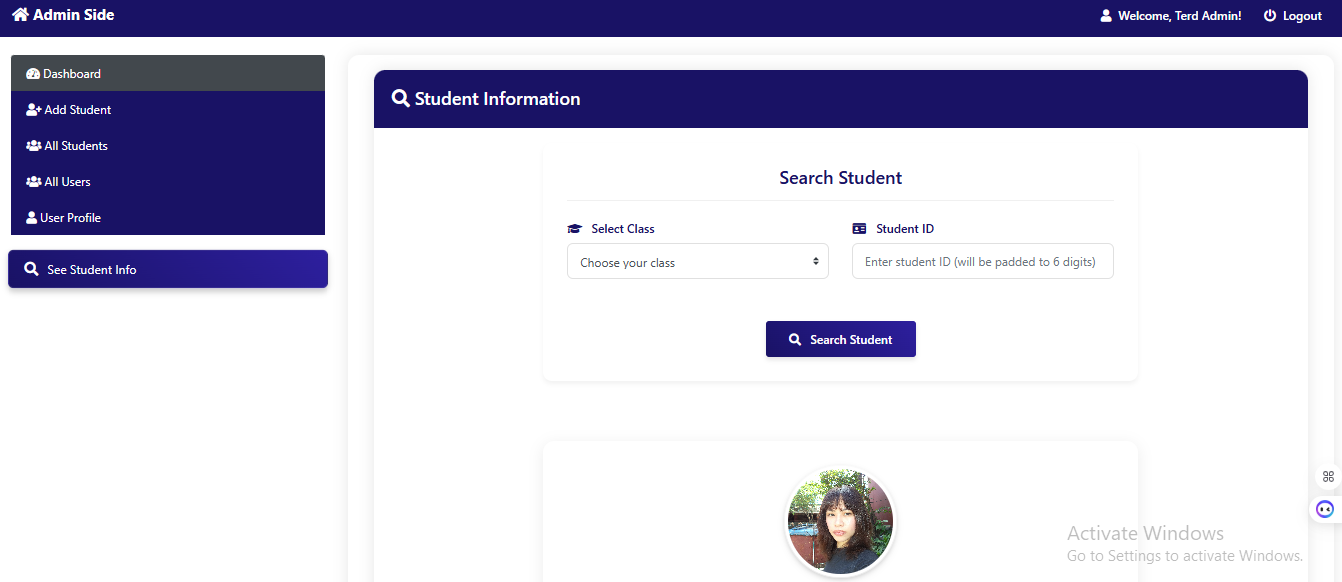 Admin Side
Welcome, Terd Admin!
Logout
Dashboard
Add Student
All Students
All Users
User Profile
See Student Info
Student Information
Search Student
Select Class
Student ID
Choose your class
Enter student ID (will be padded to 6 digits)
Search Student
Activate Windows
Go to Settings to activate Windows.